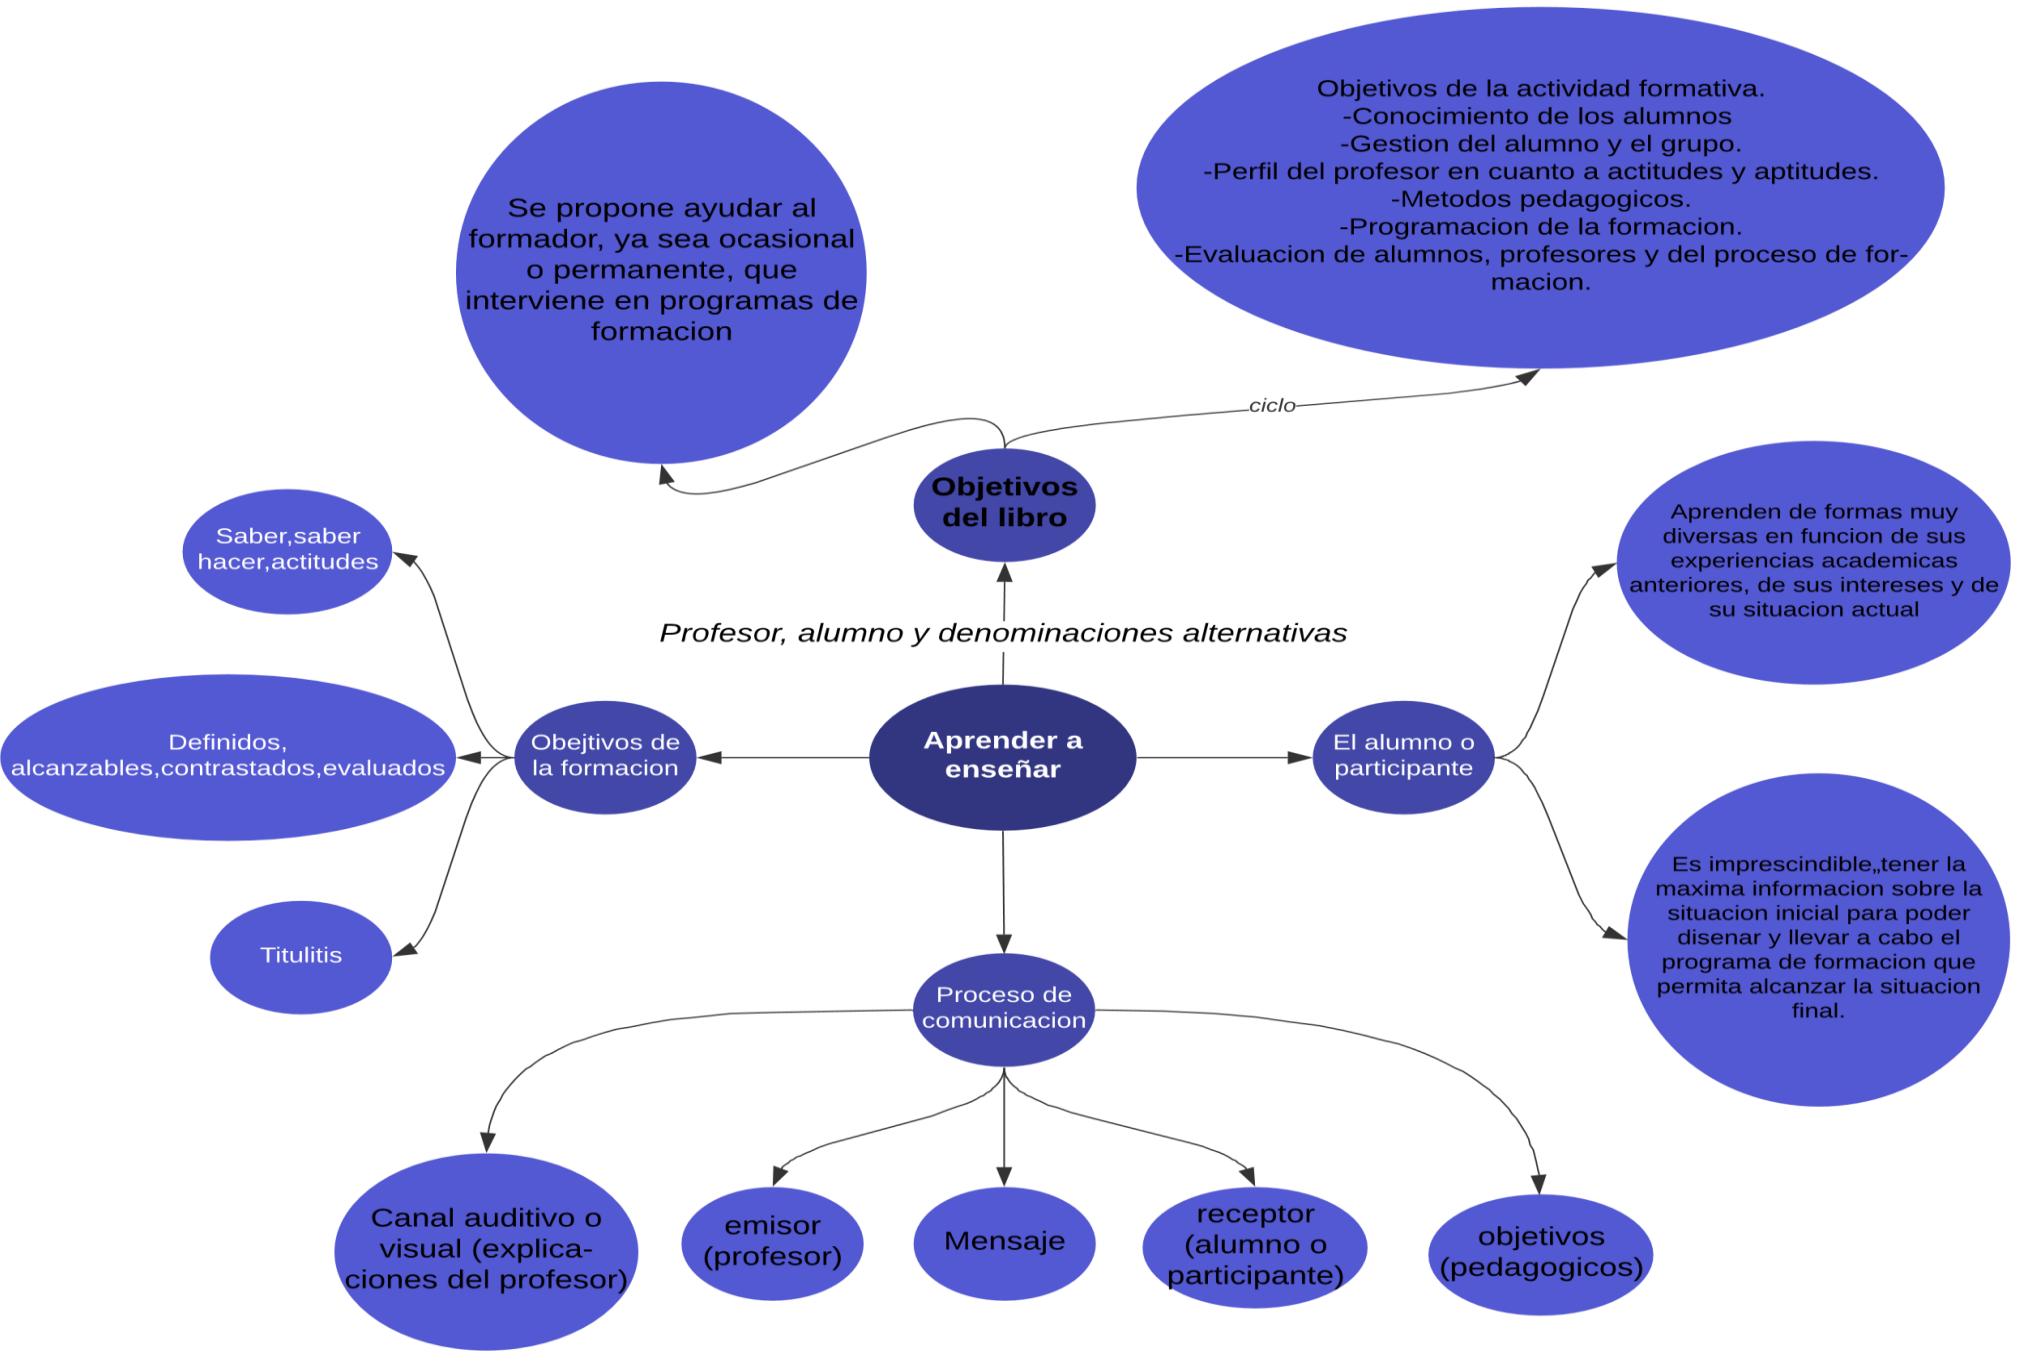 Objetivos de la actividad formativa.
-Conocimiento de los alumnos
-Gestion del alumno y el grupo.
-Perfil del profesor en cuanto a actitudes y aptitudes.
-Metodos pedagogicos.
-Programacion de la formacion.
-Evaluacion de alumnos, profesores y del proceso de for-
macion.
Se propone ayudar al
formador, ya sea ocasional
o permanente, que
interviene en programas de
formacion
ciclo
Objetivos
del libro
Saber,saber
hacer,actitudes
Aprenden de formas muy
diversas en funcion de sus
experiencias academicas
anteriores, de sus intereses y de
su situacion actual
Profesor, alumno y denominaciones alternativas
Definidos,
alcanzables,contrastados,evaluados
Obejtivos de
la formacion
Aprender a
enseñar
El alumno o
participante
Titulitis
Es imprescindible,,tener la
maxima informacion sobre la
situacion inicial para poder
disenar y llevar a cabo el
programa de formacion que
permita alcanzar la situacion
final.
Proceso de
comunicacion
Canal auditivo o
visual (explica-
ciones del profesor)
emisor
(profesor)
Mensaje
receptor
(alumno o
participante)
objetivos
(pedagogicos)